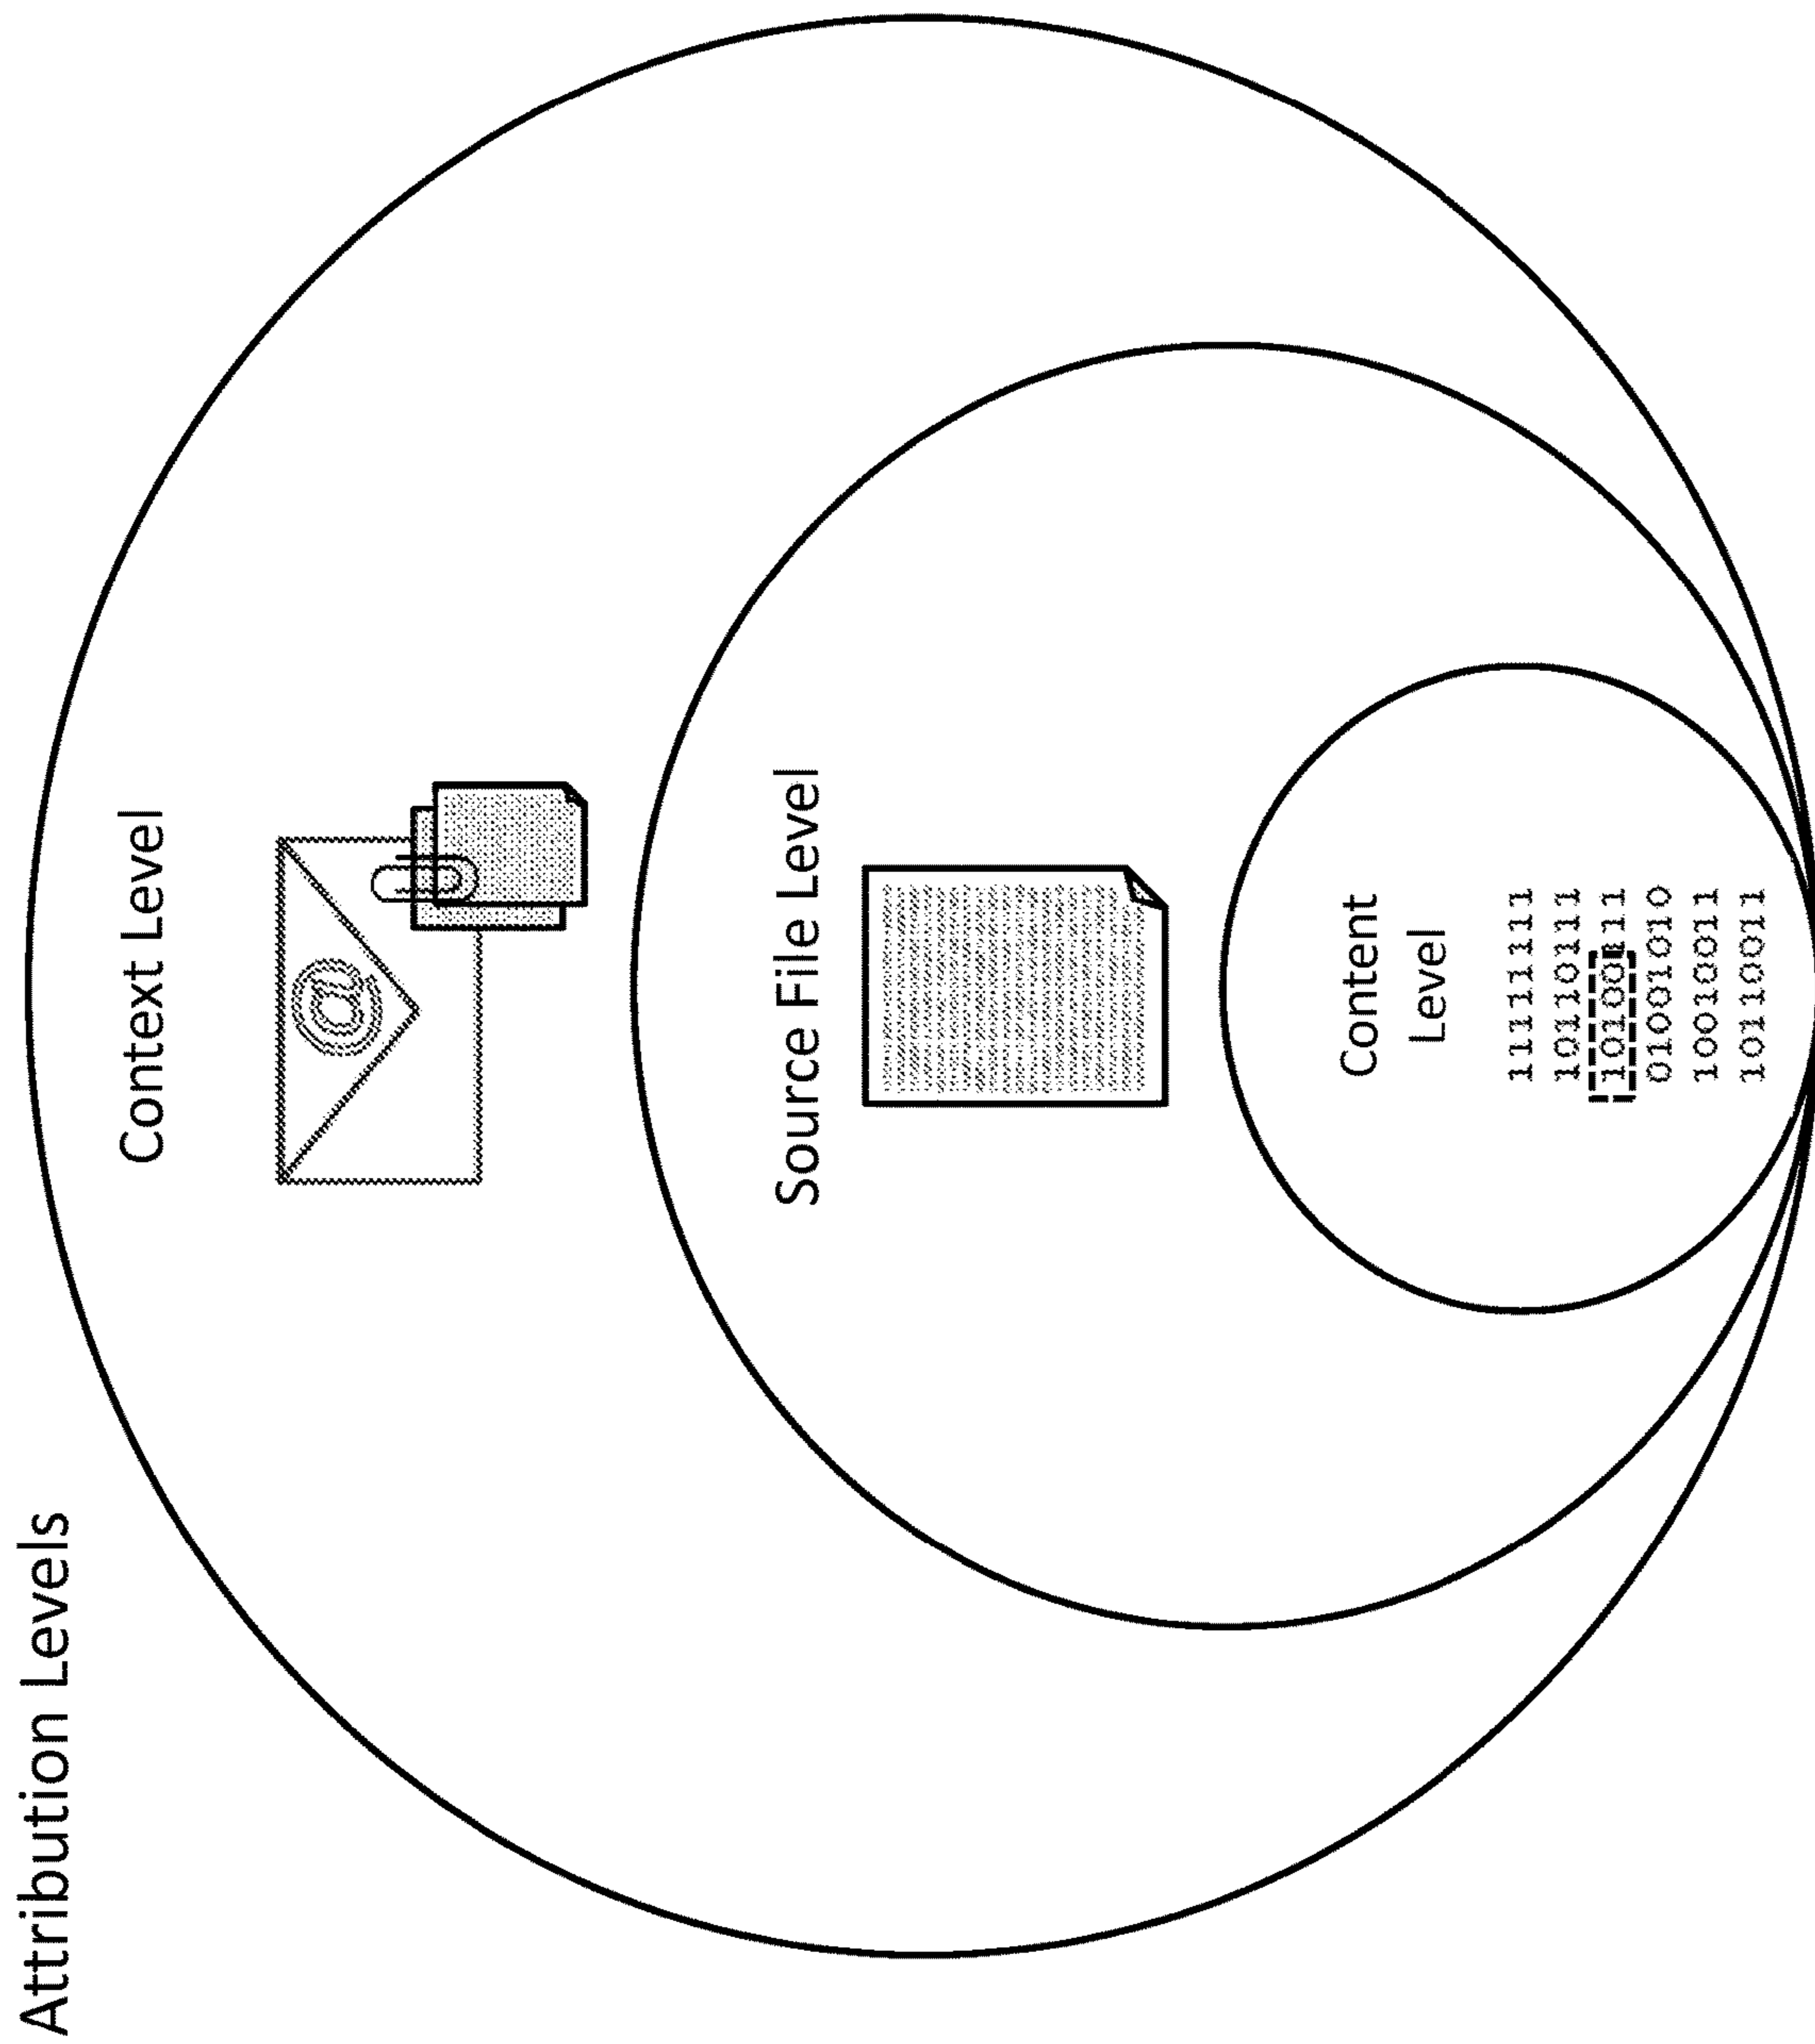 Attribution Levels
Context Level
@
Source File Level
Content
Level
11111111
10110111
10100111
01001010
10010011
10110011